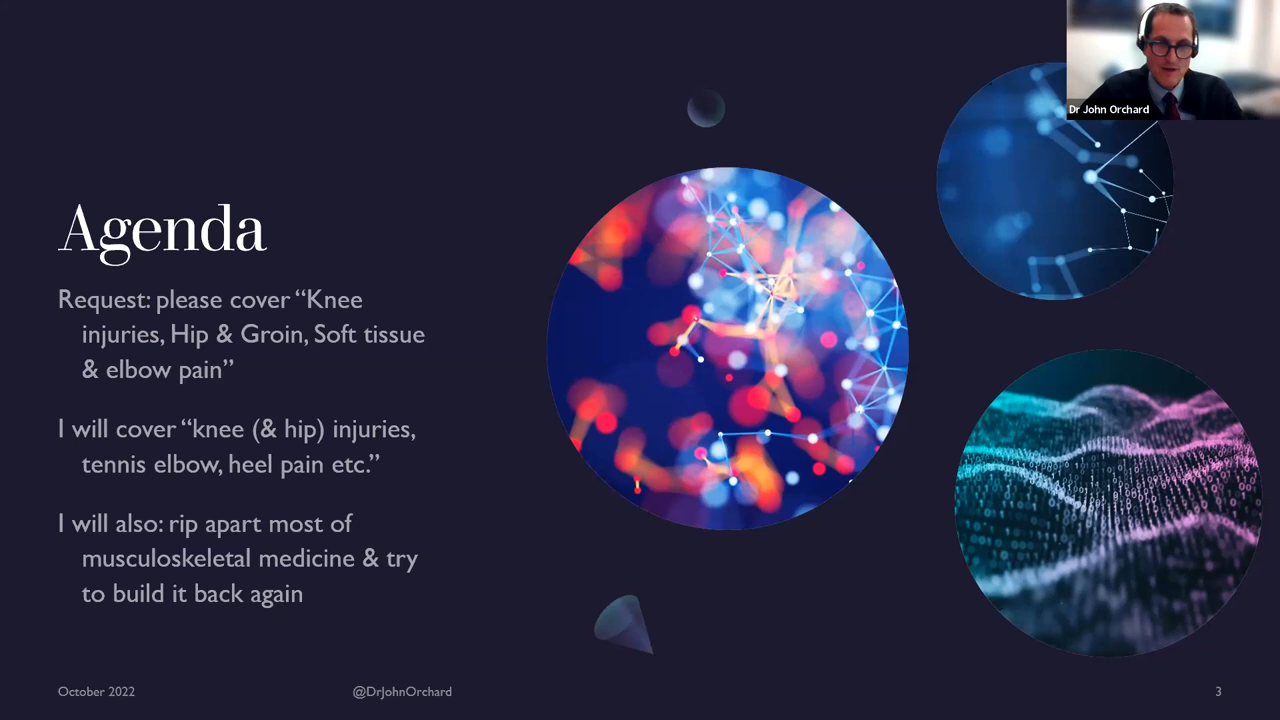 Dr John Orchard
Agenda
Request: please cover “Knee
injuries, Hip & Groin, Soft tissue
& elbow pain”
I will cover “knee (& hip) injuries,
tennis elbow, heel pain etc.”
I will also: rip apart most of
musculoskeletal medicine & try
to build it back again
October 2022
@DrJohnOrchard
3